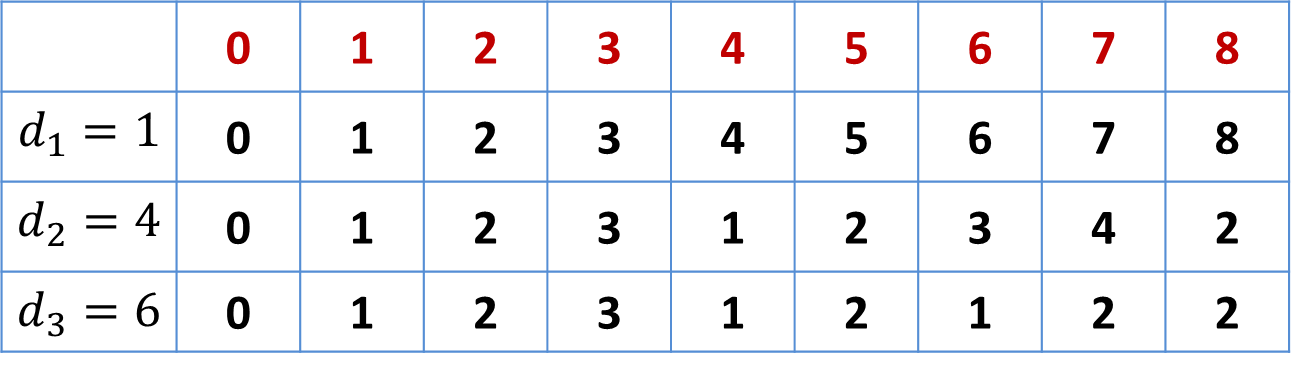 0 1 2 3 4 5 6 7 8
d₁ = 1 0 1 2 3 4 5 6 7 8
d₂ = 4 0 1 2 3 1 2 3 4 2
d₃ = 6 0 1 2 3 1 2 1 2 2